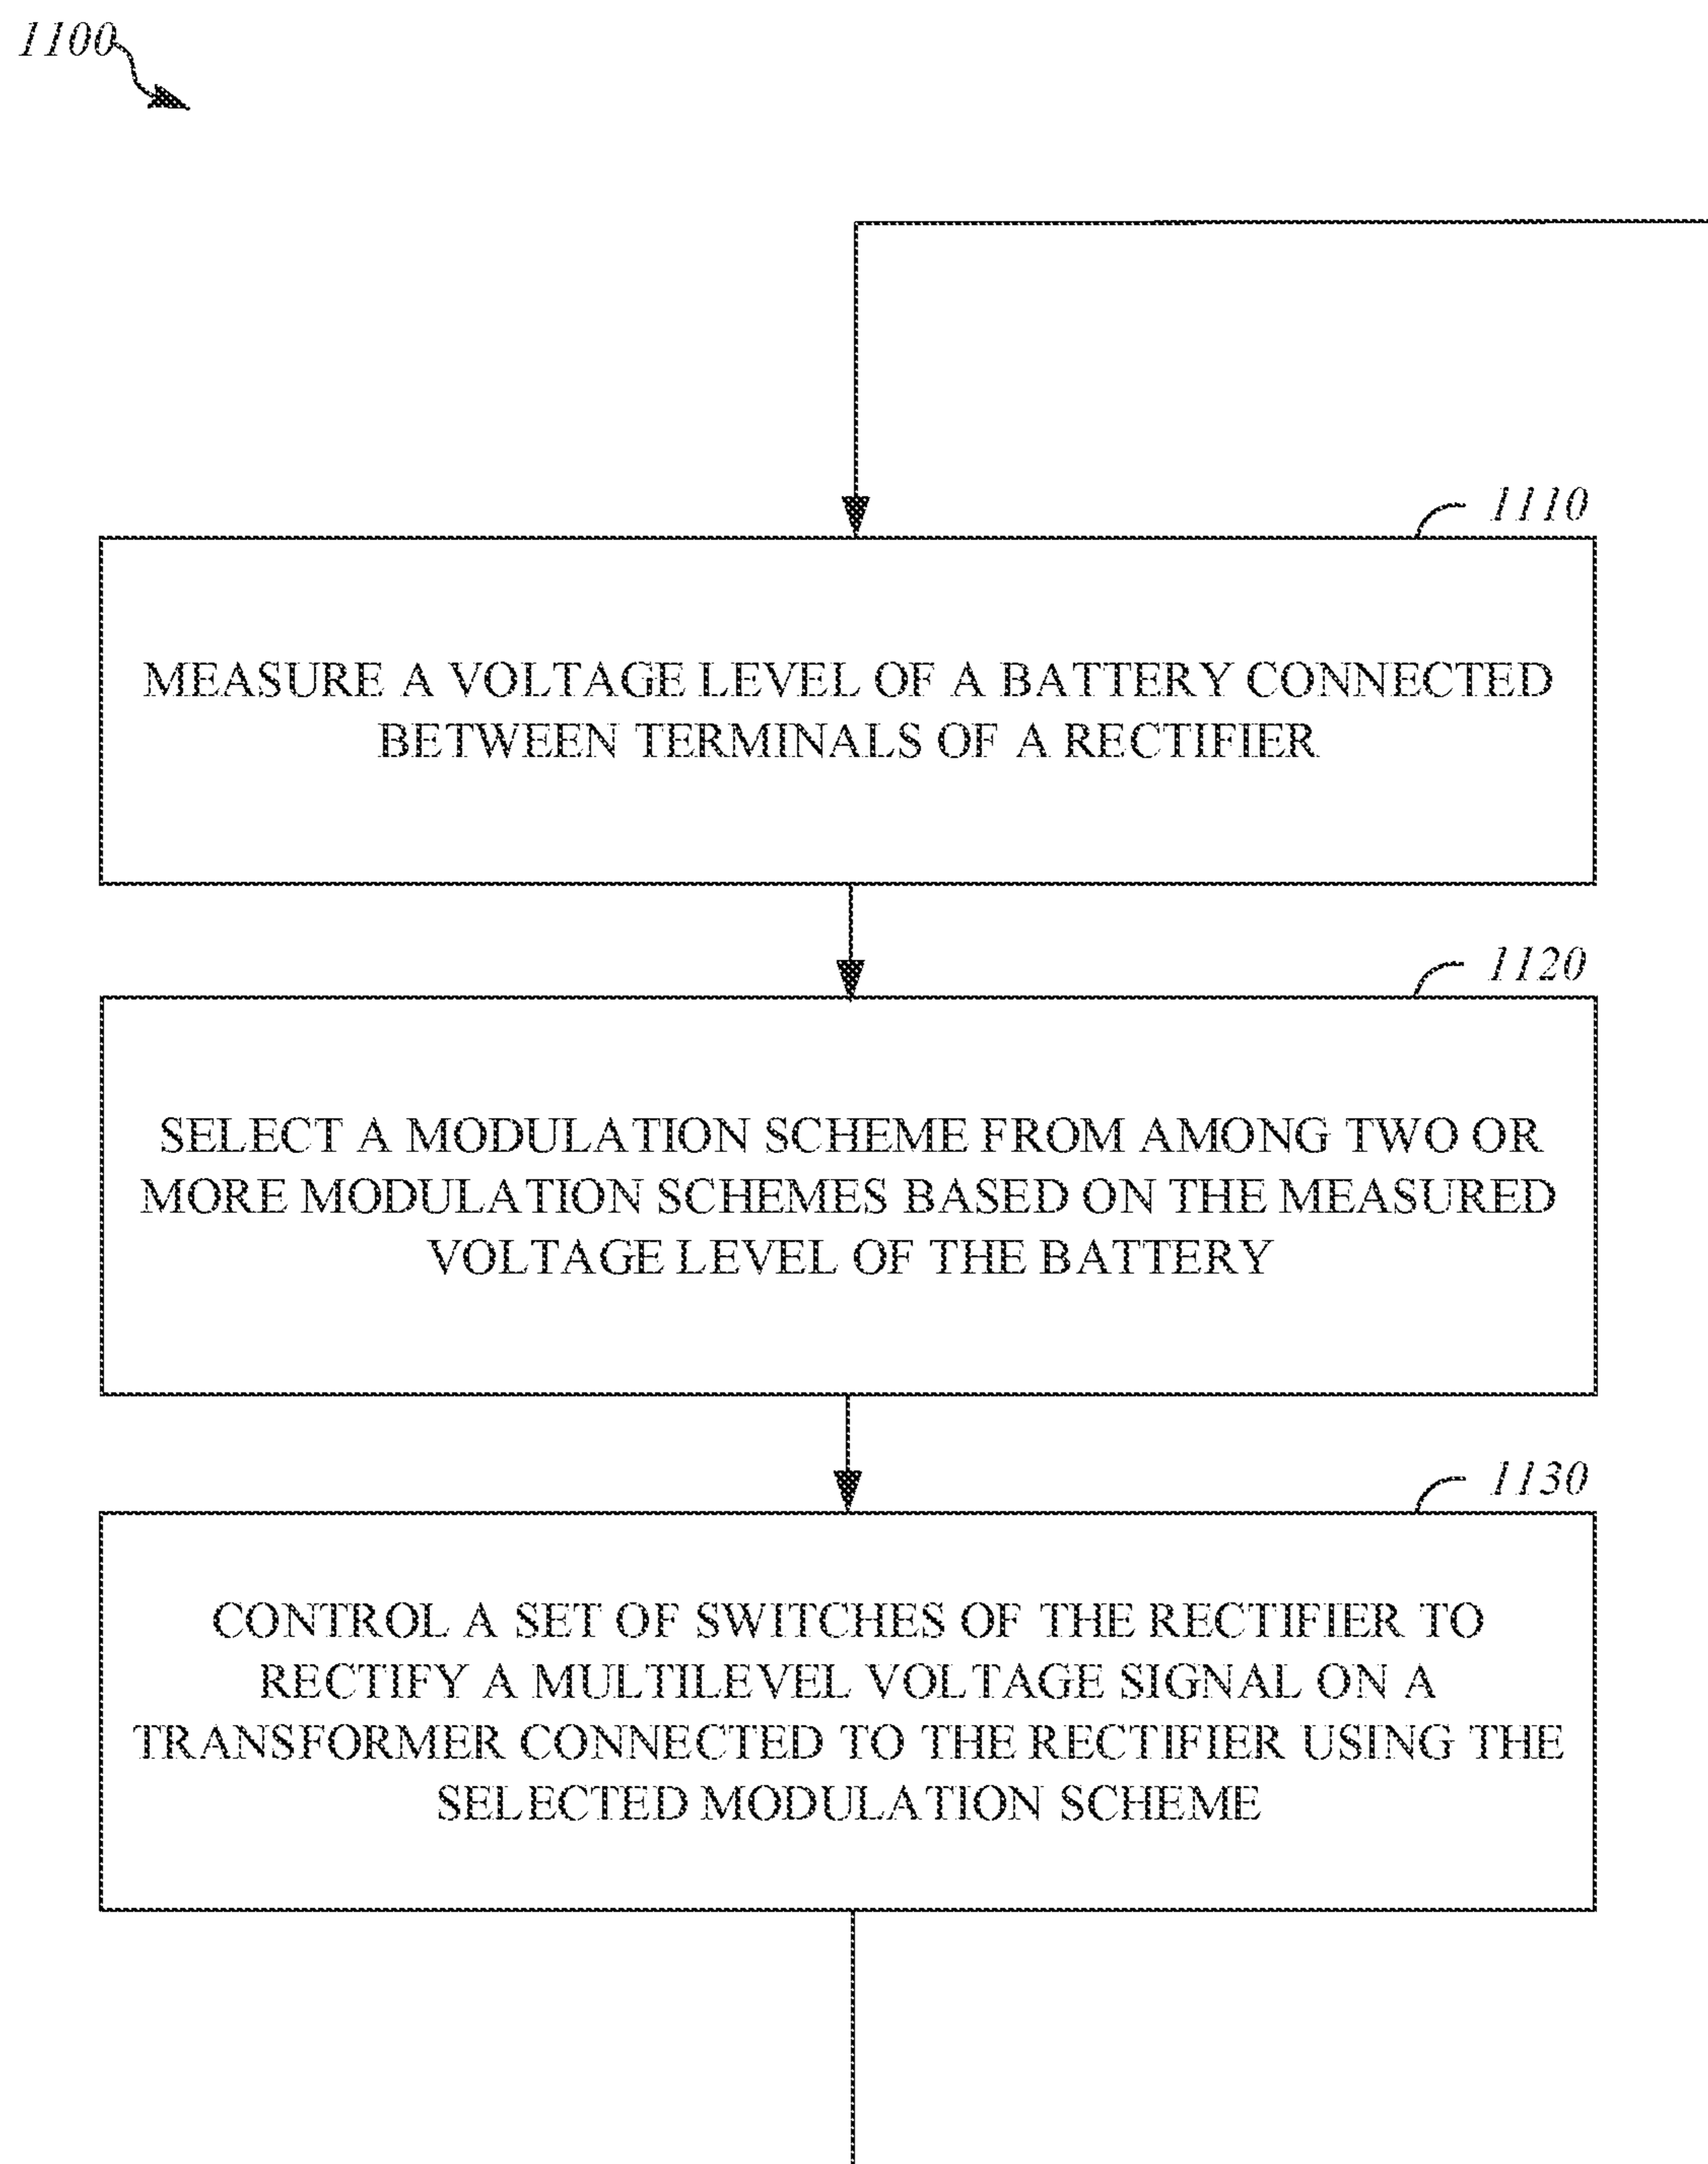 1100
1110
MEASURE A VOLTAGE LEVEL OF A BATTERY CONNECTED
BETWEEN TERMINALS OF A RECTIFIER
1120
SELECT A MODULATION SCHEME FROM AMONG TWO OR
MORE MODULATION SCHEMES BASED ON THE MEASURED
VOLTAGE LEVEL OF THE BATTERY
1130
CONTROL A SET OF SWITCHES OF THE RECTIFIER TO
RECTIFY A MULTILEVEL VOLTAGE SIGNAL ON A
TRANSFORMER CONNECTED TO THE RECTIFIER USING THE
SELECTED MODULATION SCHEME